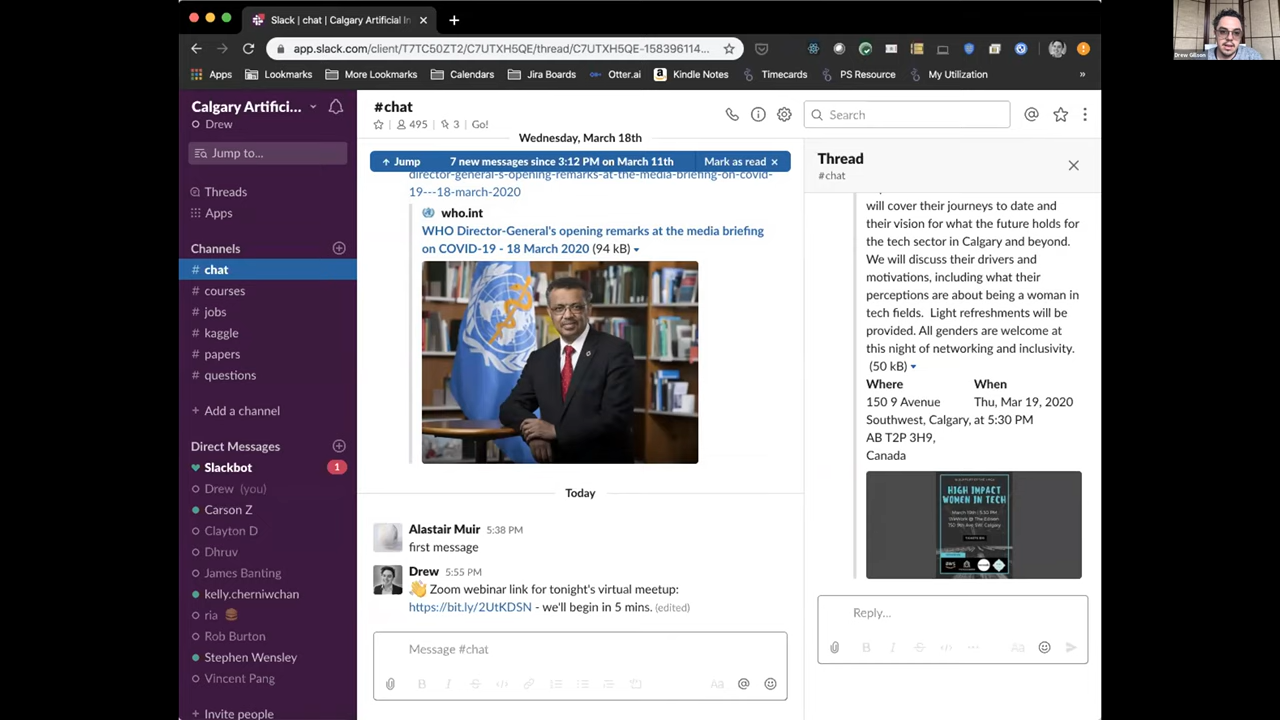 Slack | chat | Calgary Artificial In
app.slack.com/client/T7TC50ZT2/C7UTXH5QE/thread/C7UTXH5QE-158396114...
Apps
Lookmarks
More Lookmarks
Calendars
Jira Boards
Otter.ai
Kindle Notes
Timecards
PS Resource
My Utilization
»
Drew Gillson
Calgary Artifici...
Drew
Jump to...
Threads
Apps
Channels
# chat
# courses
# jobs
# kaggle
# papers
# questions
+ Add a channel
Direct Messages
Slackbot 1
Drew (you)
Carson Z
Clayton D
Dhruv
James Banting
kelly.cherniwchan
ria 🍔
Rob Burton
Stephen Wensley
Vincent Pang
+ Invite people
#chat
495 3 Go!
Search
Wednesday, March 18th
↑ Jump 7 new messages since 3:12 PM on March 11th Mark as read ×
director-general-s-opening-remarks-at-the-media-briefing-on-covid-
19---18-march-2020
who.int
WHO Director-General's opening remarks at the media briefing
on COVID-19 - 18 March 2020 (94 kB)
Today
Alastair Muir 5:38 PM
first message
Drew 5:55 PM
👋 Zoom webinar link for tonight's virtual meetup:
https://bit.ly/2UtKDSN - we'll begin in 5 mins. (edited)
Message #chat
Aa
Thread
#chat
will cover their journeys to date and
their vision for what the future holds for
the tech sector in Calgary and beyond.
We will discuss their drivers and
motivations, including what their
perceptions are about being a woman in
tech fields. Light refreshments will be
provided. All genders are welcome at
this night of networking and inclusivity.
(50 kB)
Where
150 9 Avenue
Southwest, Calgary,
AB T2P 3H9,
Canada
When
Thu, Mar 19, 2020
at 5:30 PM
HIGH IMPACT
WOMEN IN TECH
Reply...
Aa